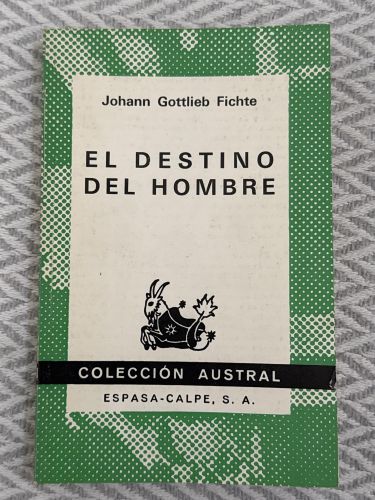 Johann Gottlieb Fichte
EL DESTINO
DEL HOMBRE
COLECCIÓN AUSTRAL
ESPASA-CALPE, S. A.